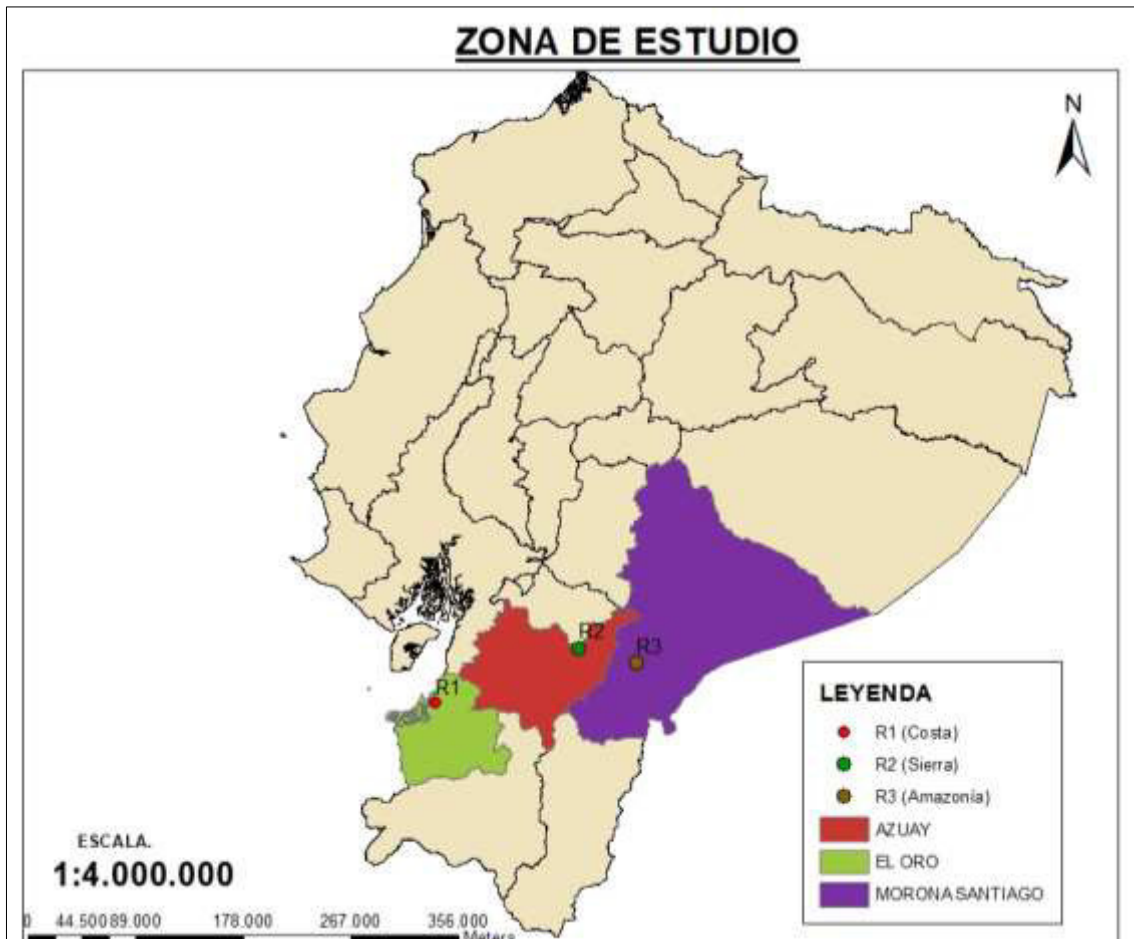 ZONA DE ESTUDIO
N
R2
R3
R1
LEYENDA
R1 (Costa)
R2 (Sierra)
R3 (Amazonía)
AZUAY
EL ORO
MORONA SANTIAGO
ESCALA.
1:4.000.000
0 44.500 89.000 178.000 267.000 356.000
Meters